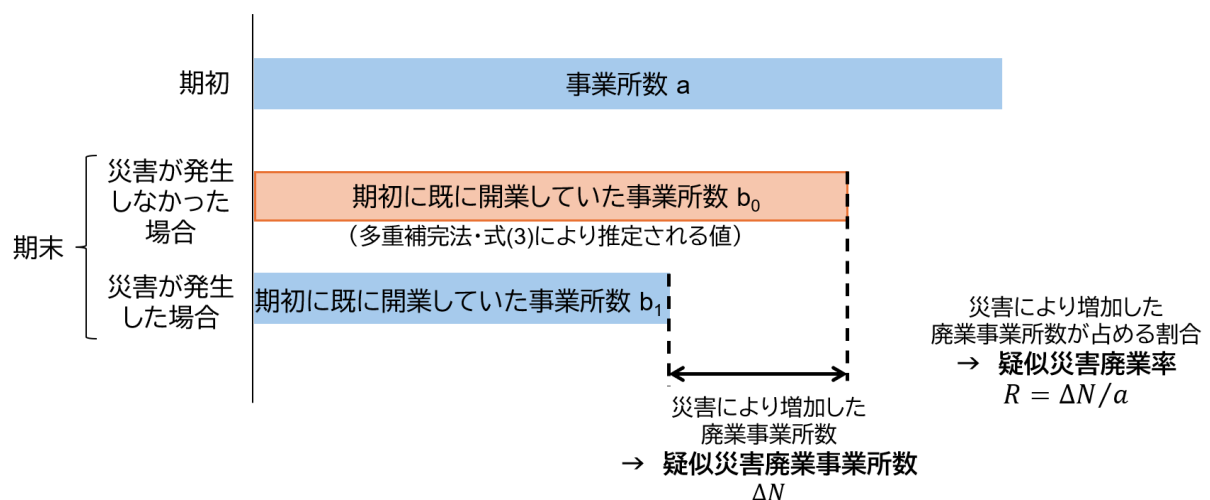 期初
事業所数 a
期末
災害が発生
しなかった
場合
期初に既に開業していた事業所数 b₀
（多重補完法・式(3)により推定される値）
災害が発生
した場合
期初に既に開業していた事業所数 b₁
災害により増加した
廃業事業所数
→ 疑似災害廃業事業所数
ΔN
災害により増加した
廃業事業所数が占める割合
→ 疑似災害廃業率
R = ΔN/a